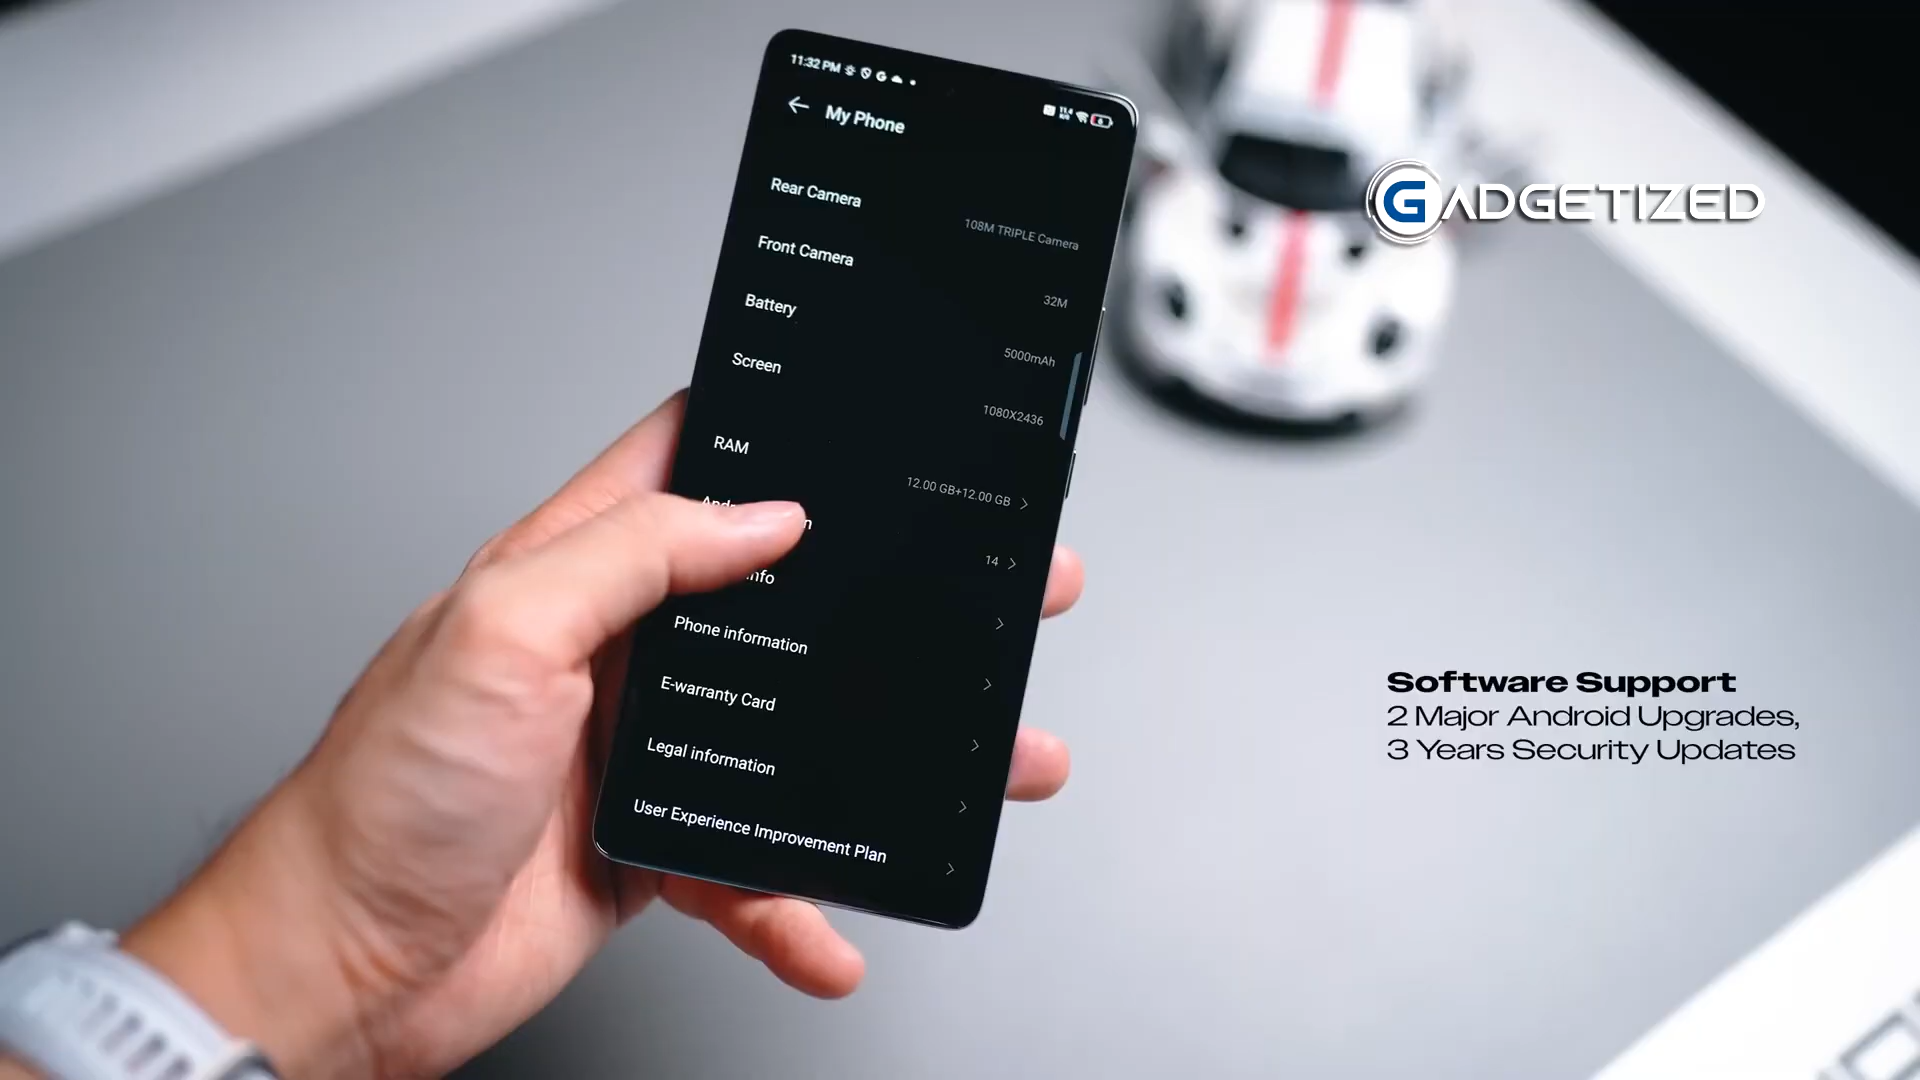 11:32 PM
My Phone
Rear Camera
108M TRIPLE Camera
Front Camera
32M
Battery
5000mAh
Screen
1080X2436
RAM
12.00 GB+12.00 GB
14
Phone information
E-warranty Card
Legal information
User Experience Improvement Plan
GADGETIZED
Software Support
2 Major Android Upgrades,
3 Years Security Updates